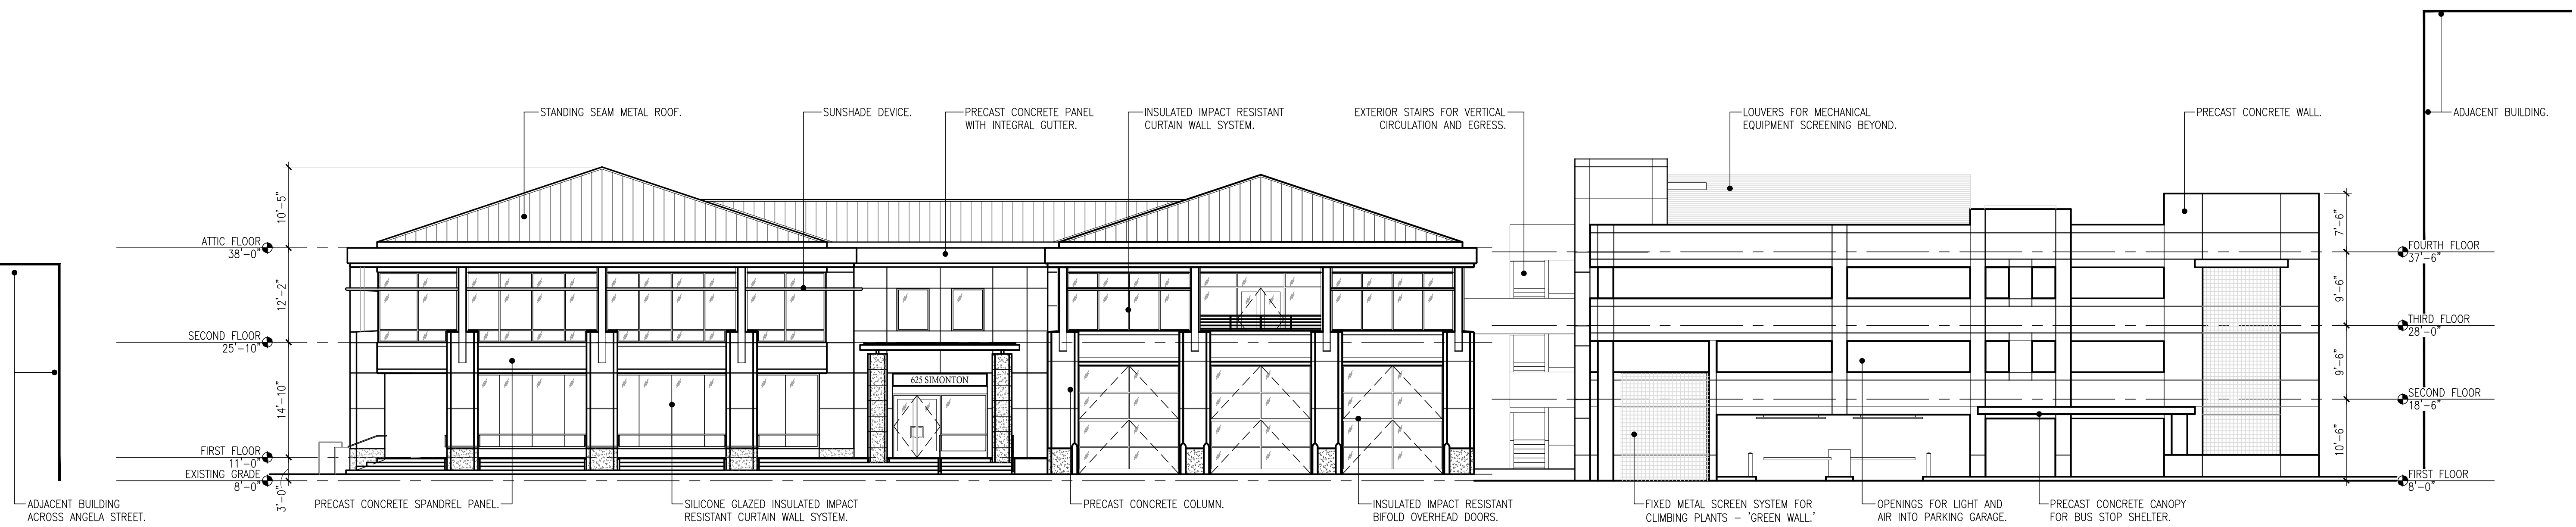 STANDING SEAM METAL ROOF.
SUNSHADE DEVICE.
PRECAST CONCRETE PANEL
WITH INTEGRAL GUTTER.
INSULATED IMPACT RESISTANT
CURTAIN WALL SYSTEM.
EXTERIOR STAIRS FOR VERTICAL
CIRCULATION AND EGRESS.
LOUVERS FOR MECHANICAL
EQUIPMENT SCREENING BEYOND.
PRECAST CONCRETE WALL.
ADJACENT BUILDING.
10'-5"
ATTIC FLOOR
38'-0"
12'-2"
SECOND FLOOR
25'-10"
14'-10"
FIRST FLOOR
11'-0"
EXISTING GRADE
8'-0"
3'-0"
625 SIMONTON
7'-6"
FOURTH FLOOR
37'-6"
9'-6"
THIRD FLOOR
28'-0"
9'-6"
SECOND FLOOR
18'-6"
10'-6"
FIRST FLOOR
8'-0"
ADJACENT BUILDING
ACROSS ANGELA STREET.
PRECAST CONCRETE SPANDREL PANEL.
SILICONE GLAZED INSULATED IMPACT
RESISTANT CURTAIN WALL SYSTEM.
PRECAST CONCRETE COLUMN.
INSULATED IMPACT RESISTANT
BIFOLD OVERHEAD DOORS.
FIXED METAL SCREEN SYSTEM FOR
CLIMBING PLANTS - 'GREEN WALL.'
OPENINGS FOR LIGHT AND
AIR INTO PARKING GARAGE.
PRECAST CONCRETE CANOPY
FOR BUS STOP SHELTER.